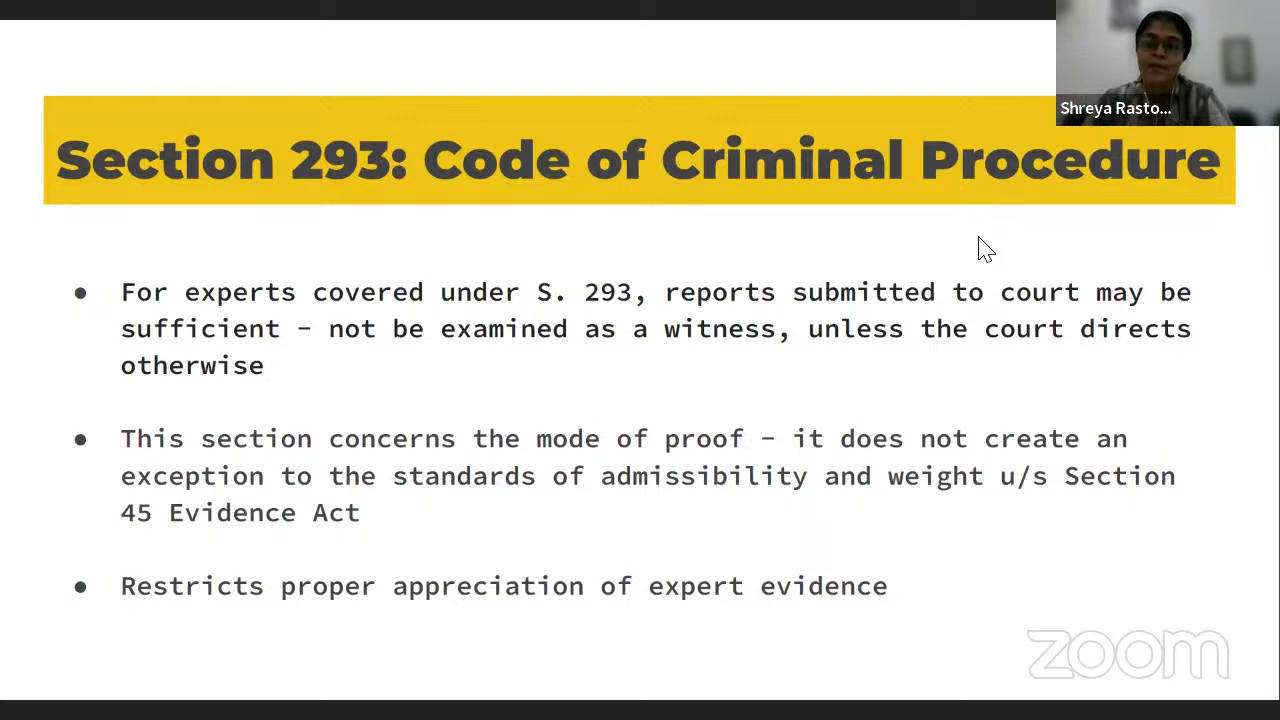 Shreya Rasto...
Section 293: Code of Criminal Procedure
● For experts covered under S. 293, reports submitted to court may be
sufficient – not be examined as a witness, unless the court directs
otherwise
● This section concerns the mode of proof – it does not create an
exception to the standards of admissibility and weight u/s Section
45 Evidence Act
● Restricts proper appreciation of expert evidence
zoom